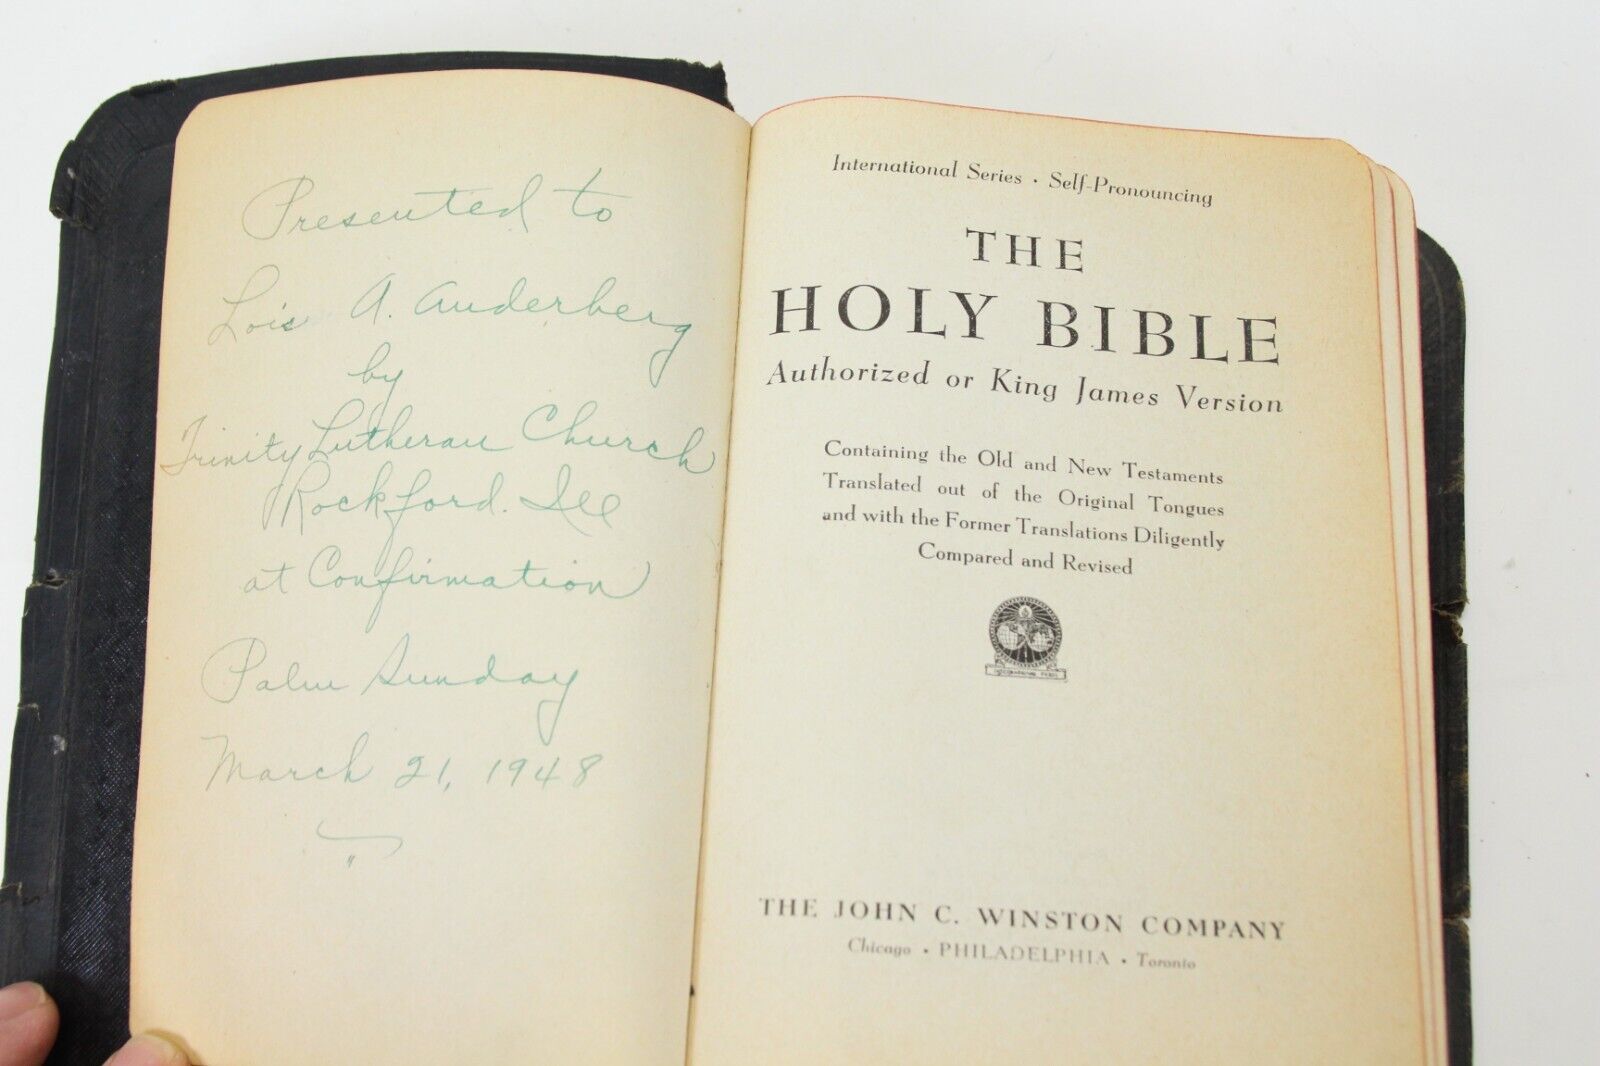 Presented to
Lois A. Anderberg
by
Trinity Lutheran Church
Rockford. Ill
at Confirmation
Palm Sunday
March 21, 1948
International Series · Self-Pronouncing
THE
HOLY BIBLE
Authorized or King James Version
Containing the Old and New Testaments
Translated out of the Original Tongues
and with the Former Translations Diligently
Compared and Revised
THE JOHN C. WINSTON COMPANY
Chicago · PHILADELPHIA · Toronto